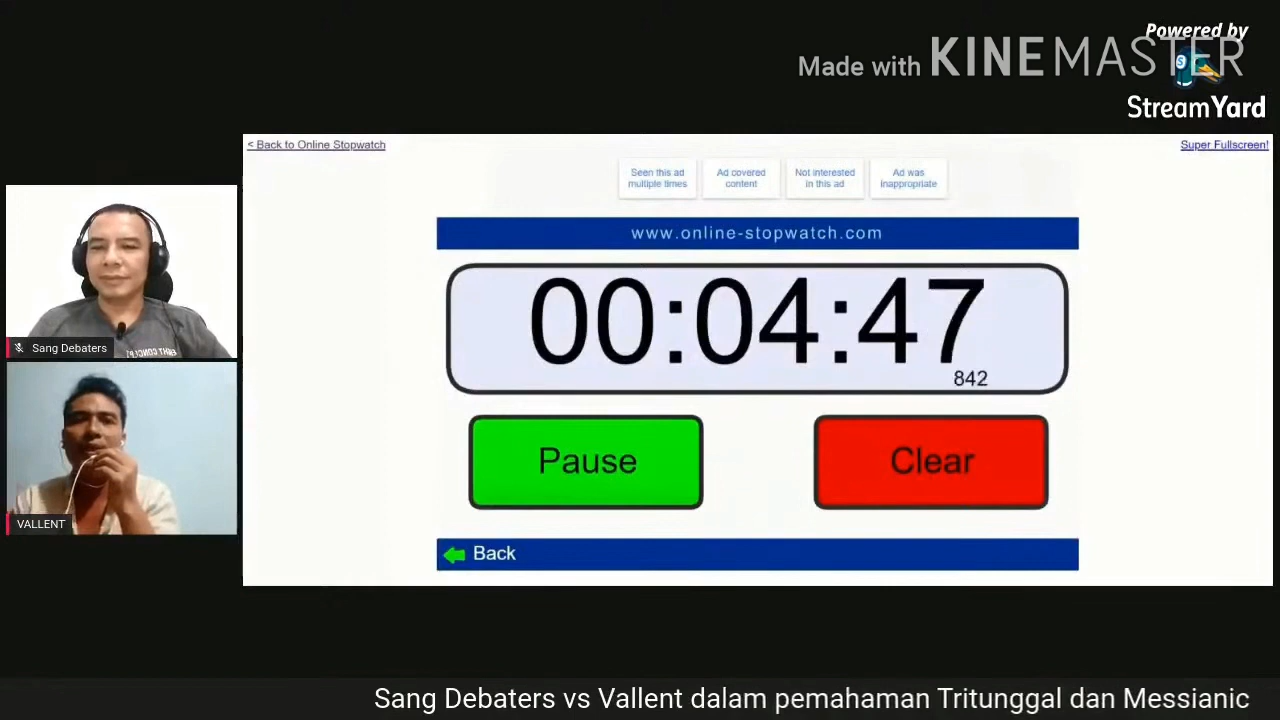 Powered by
Made with KINEMASTER
StreamYard
< Back to Online Stopwatch
Super Fullscreen!
Seen this ad
multiple times
Ad covered
content
Not interested
in this ad
Ad was
inappropriate
www.online-stopwatch.com
00:04:47
842
Pause
Clear
Back
Sang Debaters
VALLENT
Sang Debaters vs Vallent dalam pemahaman Tritunggal dan Messianic